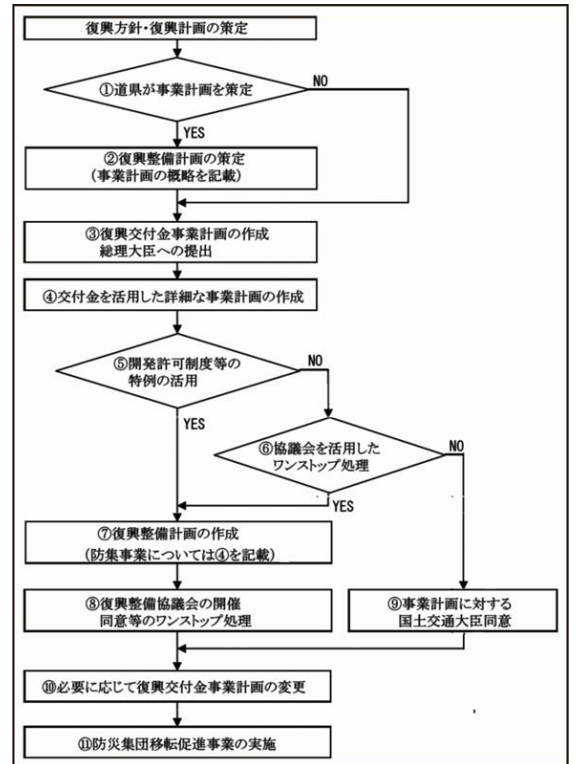 復興方針・復興計画の策定
①道県が事業計画を策定
NO
YES
②復興整備計画の策定
(事業計画の概略を記載)
③復興交付金事業計画の作成
総理大臣への提出
④交付金を活用した詳細な事業計画の作成
⑤開発許可制度等の
特例の活用
NO
YES
⑥協議会を活用した
ワンストップ処理
NO
YES
⑦復興整備計画の作成
(防集事業については④を記載)
⑧復興整備協議会の開催
同意等のワンストップ処理
⑨事業計画に対する
国土交通大臣同意
⑩必要に応じて復興交付金事業計画の変更
⑪防災集団移転促進事業の実施